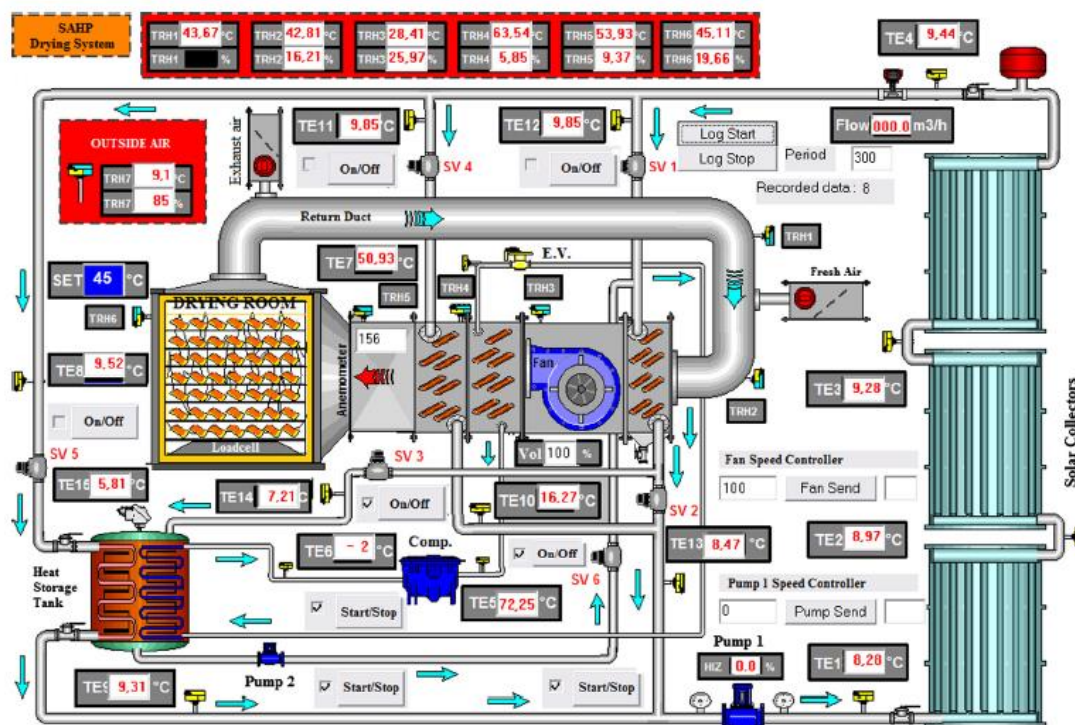 SAHP
Drying System
TRH1 43,67 °C
TRH1 %
TRH2 42,81 °C
TRH2 16,21 %
TRH3 28,41 °C
TRH3 25,97 %
TRH4 63,54 °C
TRH4 5,85 %
TRH5 53,93 °C
TRH5 9,37 %
TRH6 45,11 °C
TRH6 19,66 %
TE4 9,44 °C
OUTSIDE AIR
TRH7 9,1 °C
TRH7 85 %
Exhaust air
TE11 9,85 °C
On/Off
SV 4
TE12 9,85 °C
On/Off
SV 1
Log Start
Log Stop
Period 300
Recorded data.: 8
Flow 000.0 m3/h
Return Duct
TRH1
Fresh Air
SET 45 °C
TE7 50,93 °C
E.V.
TRH5
TRH4
TRH3
TRH6
DRYING ROOM
Loadcell
Anemometer
156
Fan
TRH2
TE8 9,52 °C
On/Off
SV 5
TE3 9,28 °C
Solar Collectors
Vol 100 %
SV 3
On/Off
TE15 5,81 °C
TE14 7,21 C
TE10 16,27 °C
SV 2
Fan Speed Controller
100
Fan Send
TE13 8,47 °C
TE2 8,97 °C
TE6 - 2 °C
Comp.
On/Off
SV 6
Heat
Storage
Tank
Start/Stop
TE5 72,25 °C
Pump 1 Speed Controller
0
Pump Send
Pump 1
HIZ 0.0 %
TE1 8,28 °C
Pump 2
TE9 9,31 °C
Start/Stop
Start/Stop